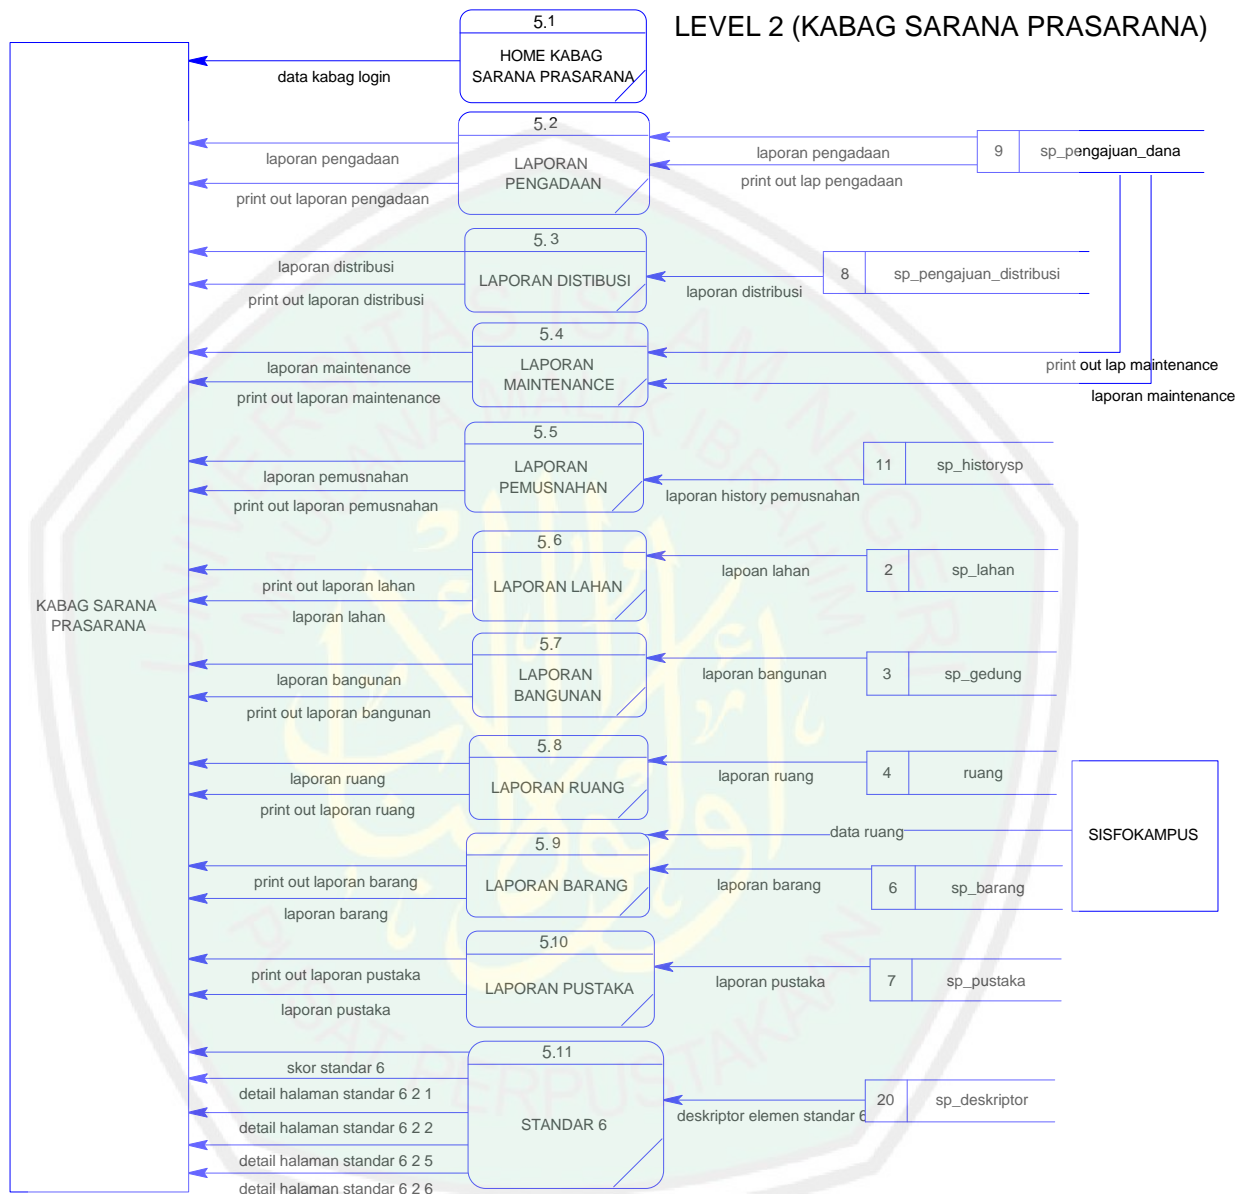 LEVEL 2 (KABAG SARANA PRASARANA)
5.1
HOME KABAG
SARANA PRASARANA
data kabag login
5.2
LAPORAN
PENGADAAN
laporan pengadaan
print out laporan pengadaan
laporan pengadaan
print out lap pengadaan
9 sp_pengajuan_dana
5.3
LAPORAN DISTIBUSI
laporan distribusi
print out laporan distribusi
laporan distribusi
8 sp_pengajuan_distribusi
5.4
LAPORAN
MAINTENANCE
laporan maintenance
print out laporan maintenance
print out lap maintenance
laporan maintenance
5.5
LAPORAN
PEMUSNAHAN
laporan pemusnahan
print out laporan pemusnahan
laporan history pemusnahan
11 sp_historysp
5.6
LAPORAN LAHAN
print out laporan lahan
laporan lahan
lapoan lahan
2 sp_lahan
KABAG SARANA
PRASARANA
5.7
LAPORAN
BANGUNAN
laporan bangunan
print out laporan bangunan
laporan bangunan
3 sp_gedung
5.8
LAPORAN RUANG
laporan ruang
print out laporan ruang
laporan ruang
4 ruang
data ruang
SISFOKAMPUS
5.9
LAPORAN BARANG
print out laporan barang
laporan barang
laporan barang
6 sp_barang
5.10
LAPORAN PUSTAKA
print out laporan pustaka
laporan pustaka
laporan pustaka
7 sp_pustaka
5.11
STANDAR 6
skor standar 6
detail halaman standar 6 2 1
detail halaman standar 6 2 2
detail halaman standar 6 2 5
detail halaman standar 6 2 6
deskriptor elemen standar 6
20 sp_deskriptor
UNIVERSITAS ISLAM NEGERI
MAULANA MALIK IBRAHIM
PUSAT PERPUSTAKAAN